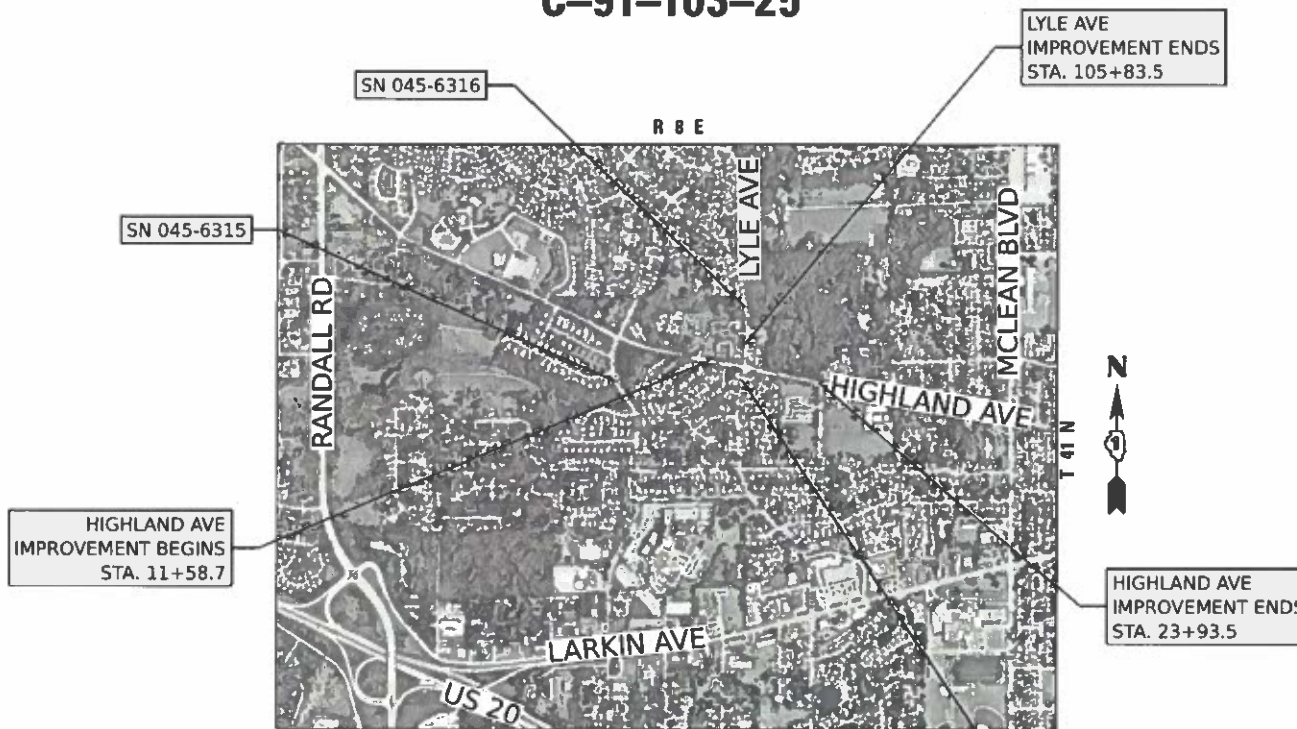 C-91-103-25
LYLE AVE
IMPROVEMENT ENDS
STA. 105+83.5
SN 045-6316
R 8 E
SN 045-6315
LYLE AVE
MCLEAN BLVD
RANDALL RD
N
HIGHLAND AVE
T 41 N
HIGHLAND AVE
IMPROVEMENT BEGINS
STA. 11+58.7
HIGHLAND AVE
IMPROVEMENT ENDS
STA. 23+93.5
LARKIN AVE
US 20